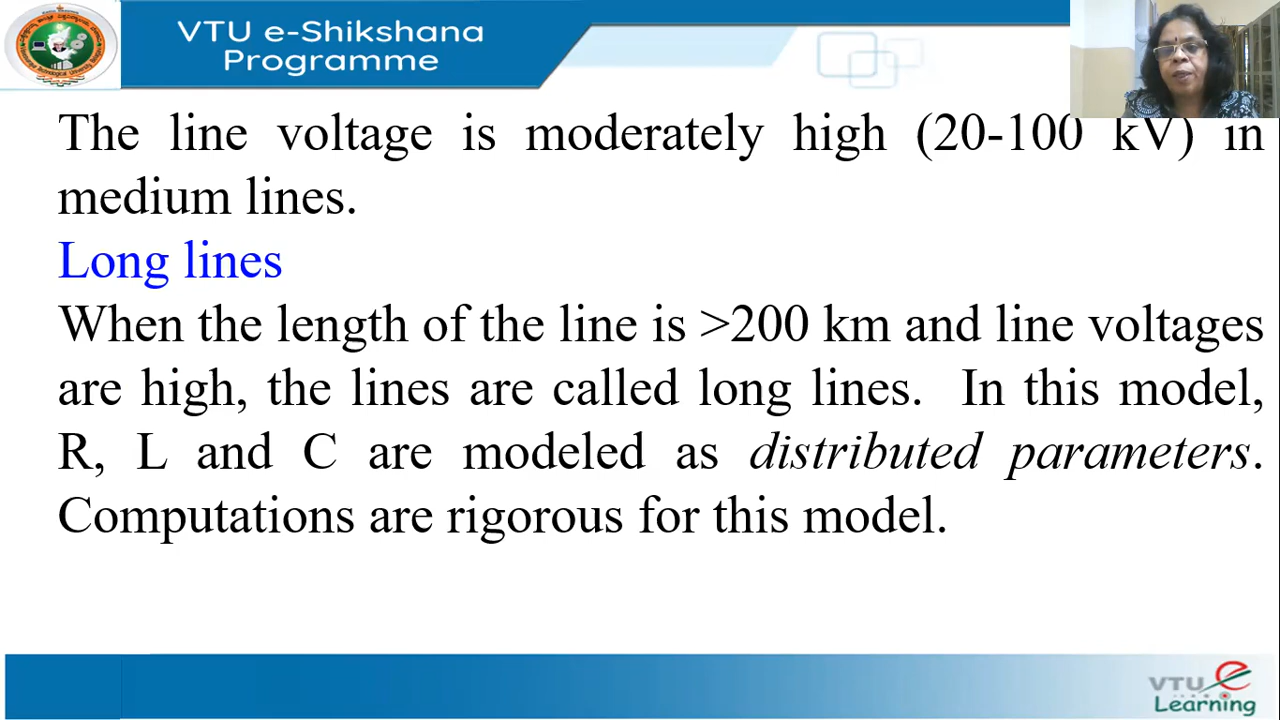 VTU e-Shikshana
Programme
The line voltage is moderately high (20-100 kV) in
medium lines.
Long lines
When the length of the line is >200 km and line voltages
are high, the lines are called long lines. In this model,
R, L and C are modeled as distributed parameters.
Computations are rigorous for this model.
VTU e
Learning